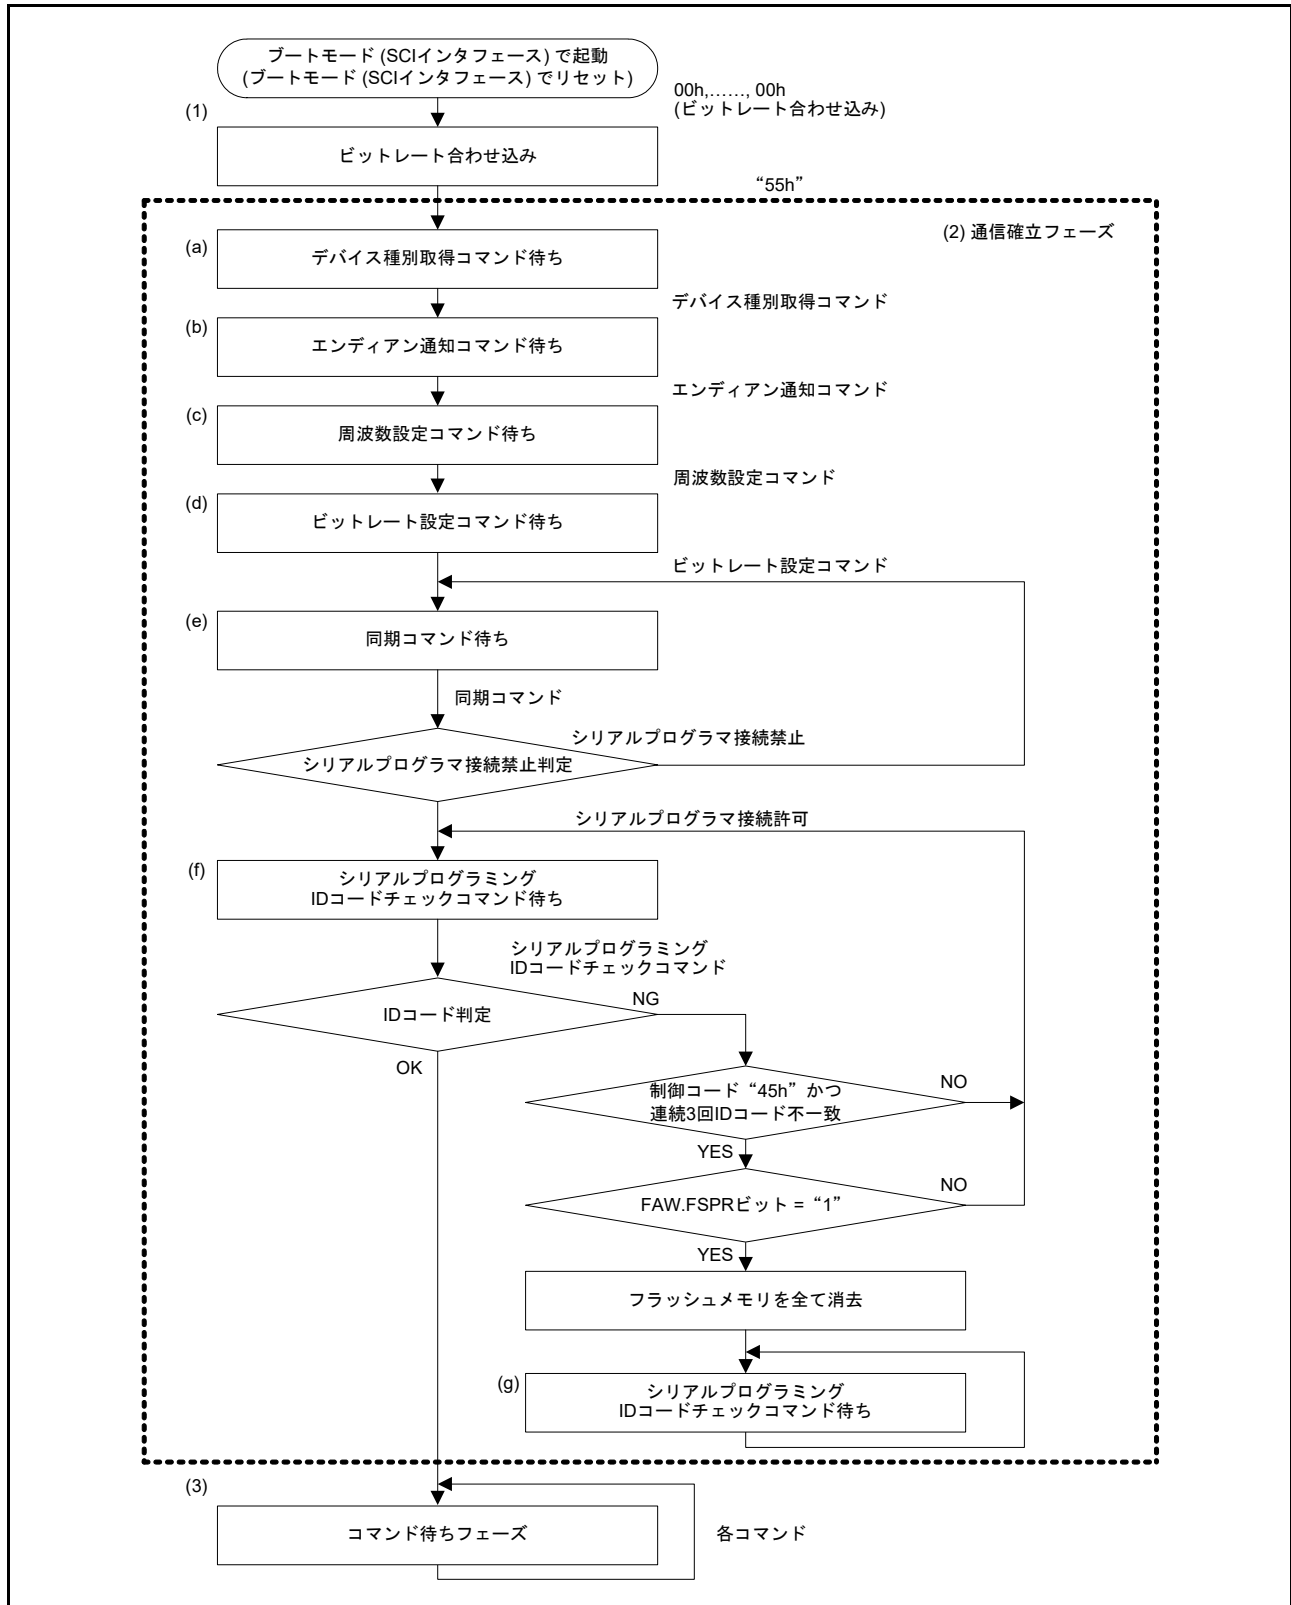 ブートモード (SCIインタフェース) で起動
(ブートモード (SCIインタフェース) でリセット)
00h,……, 00h
(ビットレート合わせ込み)
(1)
ビットレート合わせ込み
“55h”
(2) 通信確立フェーズ
(a)
デバイス種別取得コマンド待ち
デバイス種別取得コマンド
(b)
エンディアン通知コマンド待ち
エンディアン通知コマンド
(c)
周波数設定コマンド待ち
周波数設定コマンド
(d)
ビットレート設定コマンド待ち
ビットレート設定コマンド
(e)
同期コマンド待ち
同期コマンド
シリアルプログラマ接続禁止
シリアルプログラマ接続禁止判定
シリアルプログラマ接続許可
(f)
シリアルプログラミング
IDコードチェックコマンド待ち
シリアルプログラミング
IDコードチェックコマンド
NG
IDコード判定
OK
制御コード“45h”かつ
連続3回IDコード不一致
NO
YES
FAW.FSPRビット = “1”
NO
YES
フラッシュメモリを全て消去
(g)
シリアルプログラミング
IDコードチェックコマンド待ち
(3)
コマンド待ちフェーズ
各コマンド